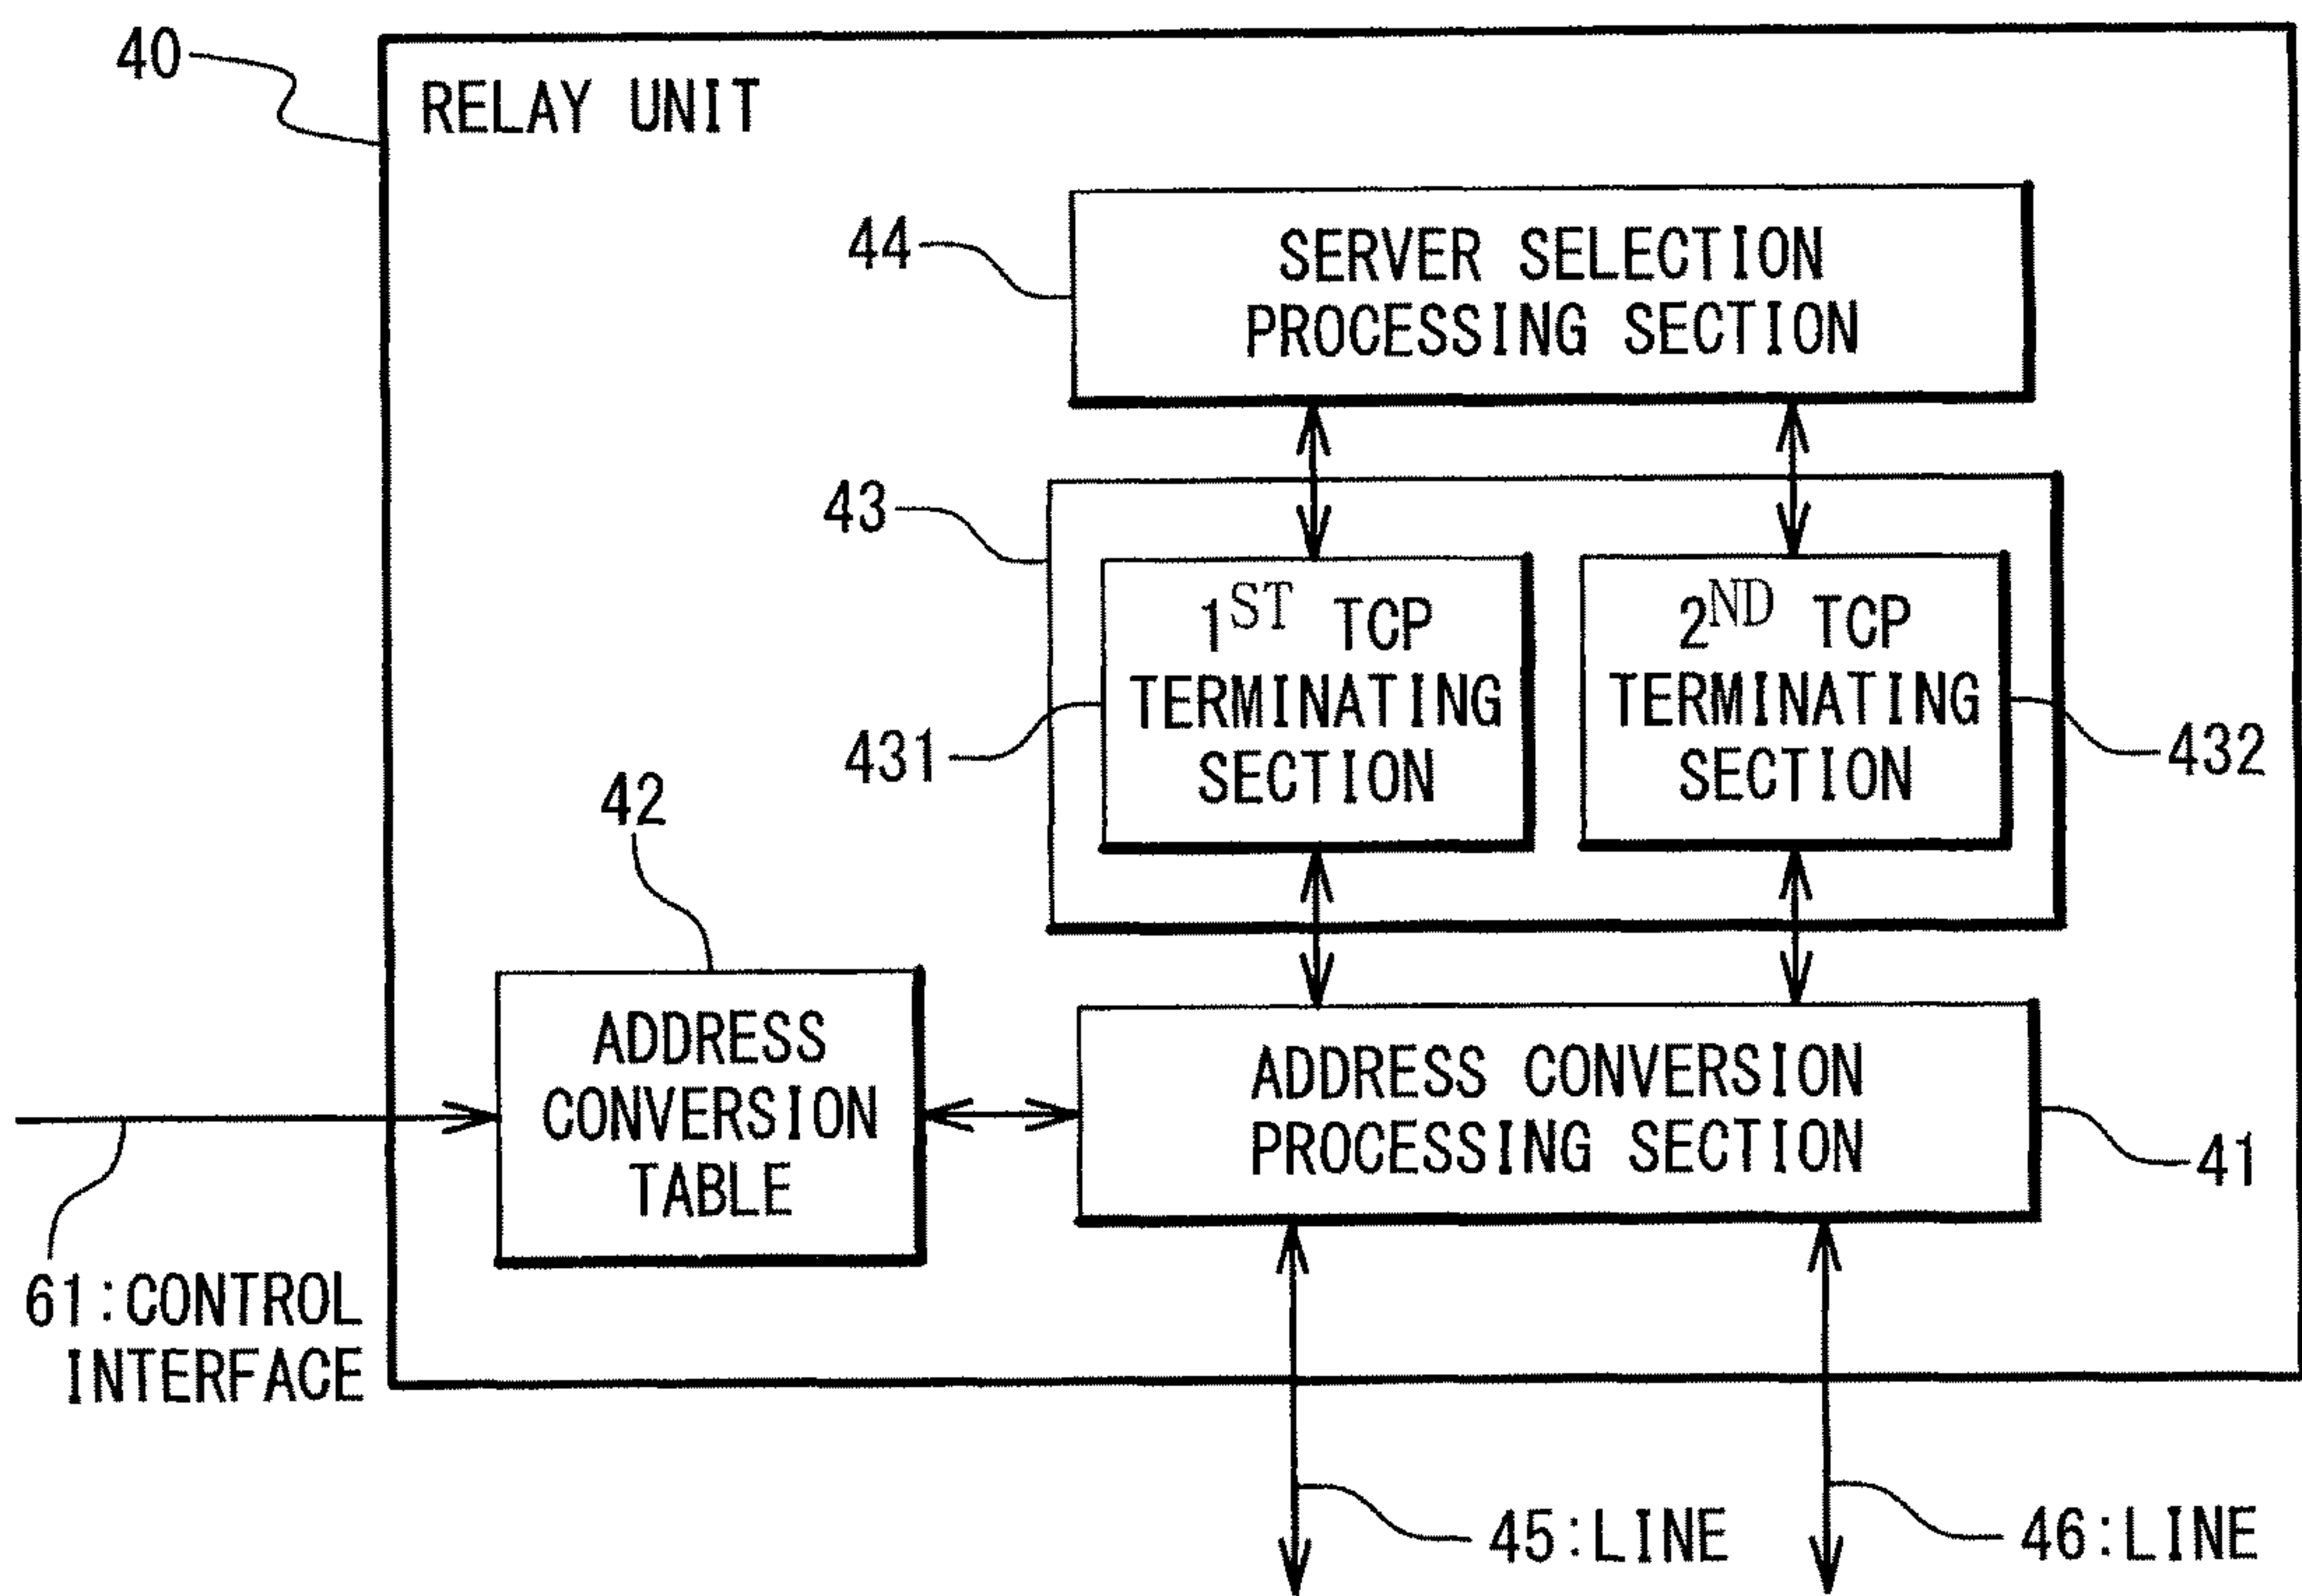 40
RELAY UNIT
44
SERVER SELECTION
PROCESSING SECTION
43
1ST TCP
TERMINATING
SECTION
431
2ND TCP
TERMINATING
SECTION
432
42
ADDRESS
CONVERSION
TABLE
ADDRESS CONVERSION
PROCESSING SECTION
41
61:CONTROL
INTERFACE
45:LINE
46:LINE